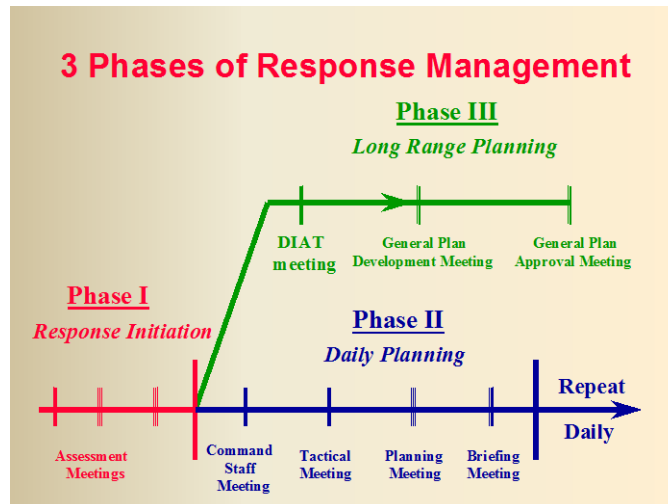 3 Phases of Response Management
Phase III
Long Range Planning
DIAT
meeting
General Plan
Development Meeting
General Plan
Approval Meeting
Phase I
Response Initiation
Phase II
Daily Planning
Repeat
Daily
Assessment
Meetings
Command
Staff
Meeting
Tactical
Meeting
Planning
Meeting
Briefing
Meeting